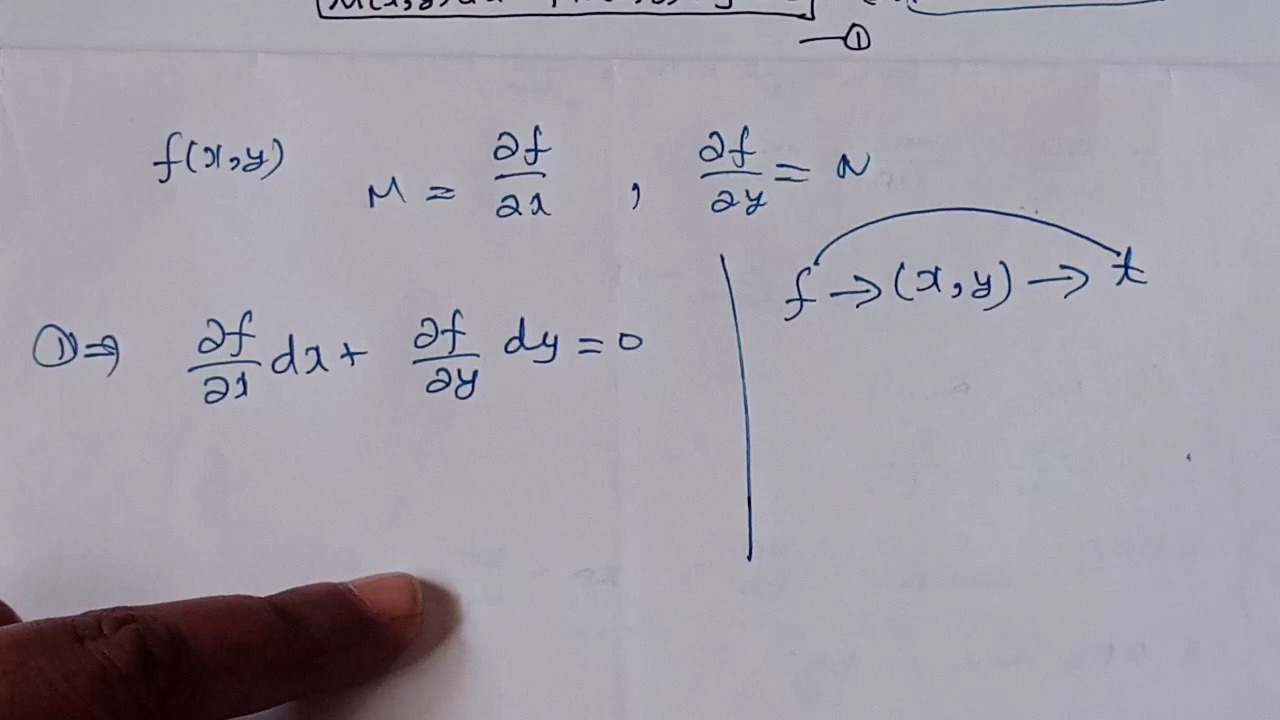 ①
f(x,y) M = ∂f/∂x , ∂f/∂y = N
f → (x,y) → t
① ⇒ ∂f/∂x dx + ∂f/∂y dy = 0